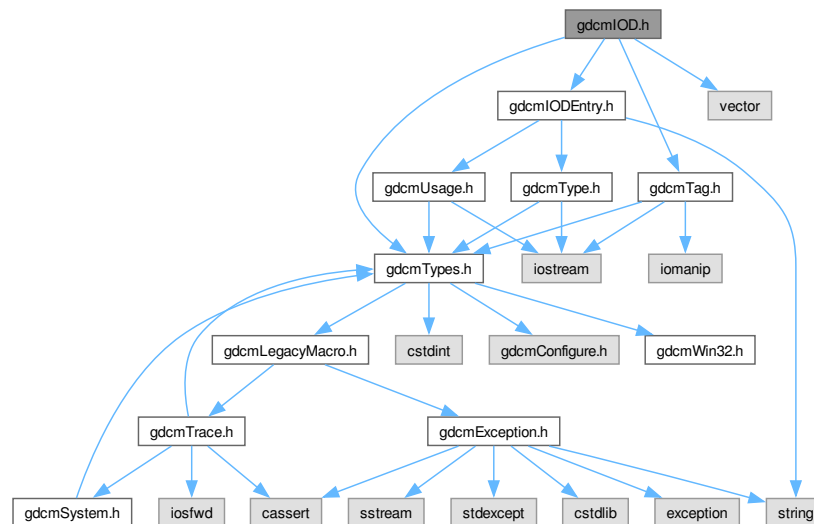 gdcmIOD.h
gdcmIODEntry.h
vector
gdcmUsage.h
gdcmType.h
gdcmTag.h
gdcmTypes.h
iostream
iomanip
gdcmLegacyMacro.h
cstdint
gdcmConfigure.h
gdcmWin32.h
gdcmTrace.h
gdcmException.h
gdcmSystem.h
iosfwd
cassert
sstream
stdexcept
cstdlib
exception
string